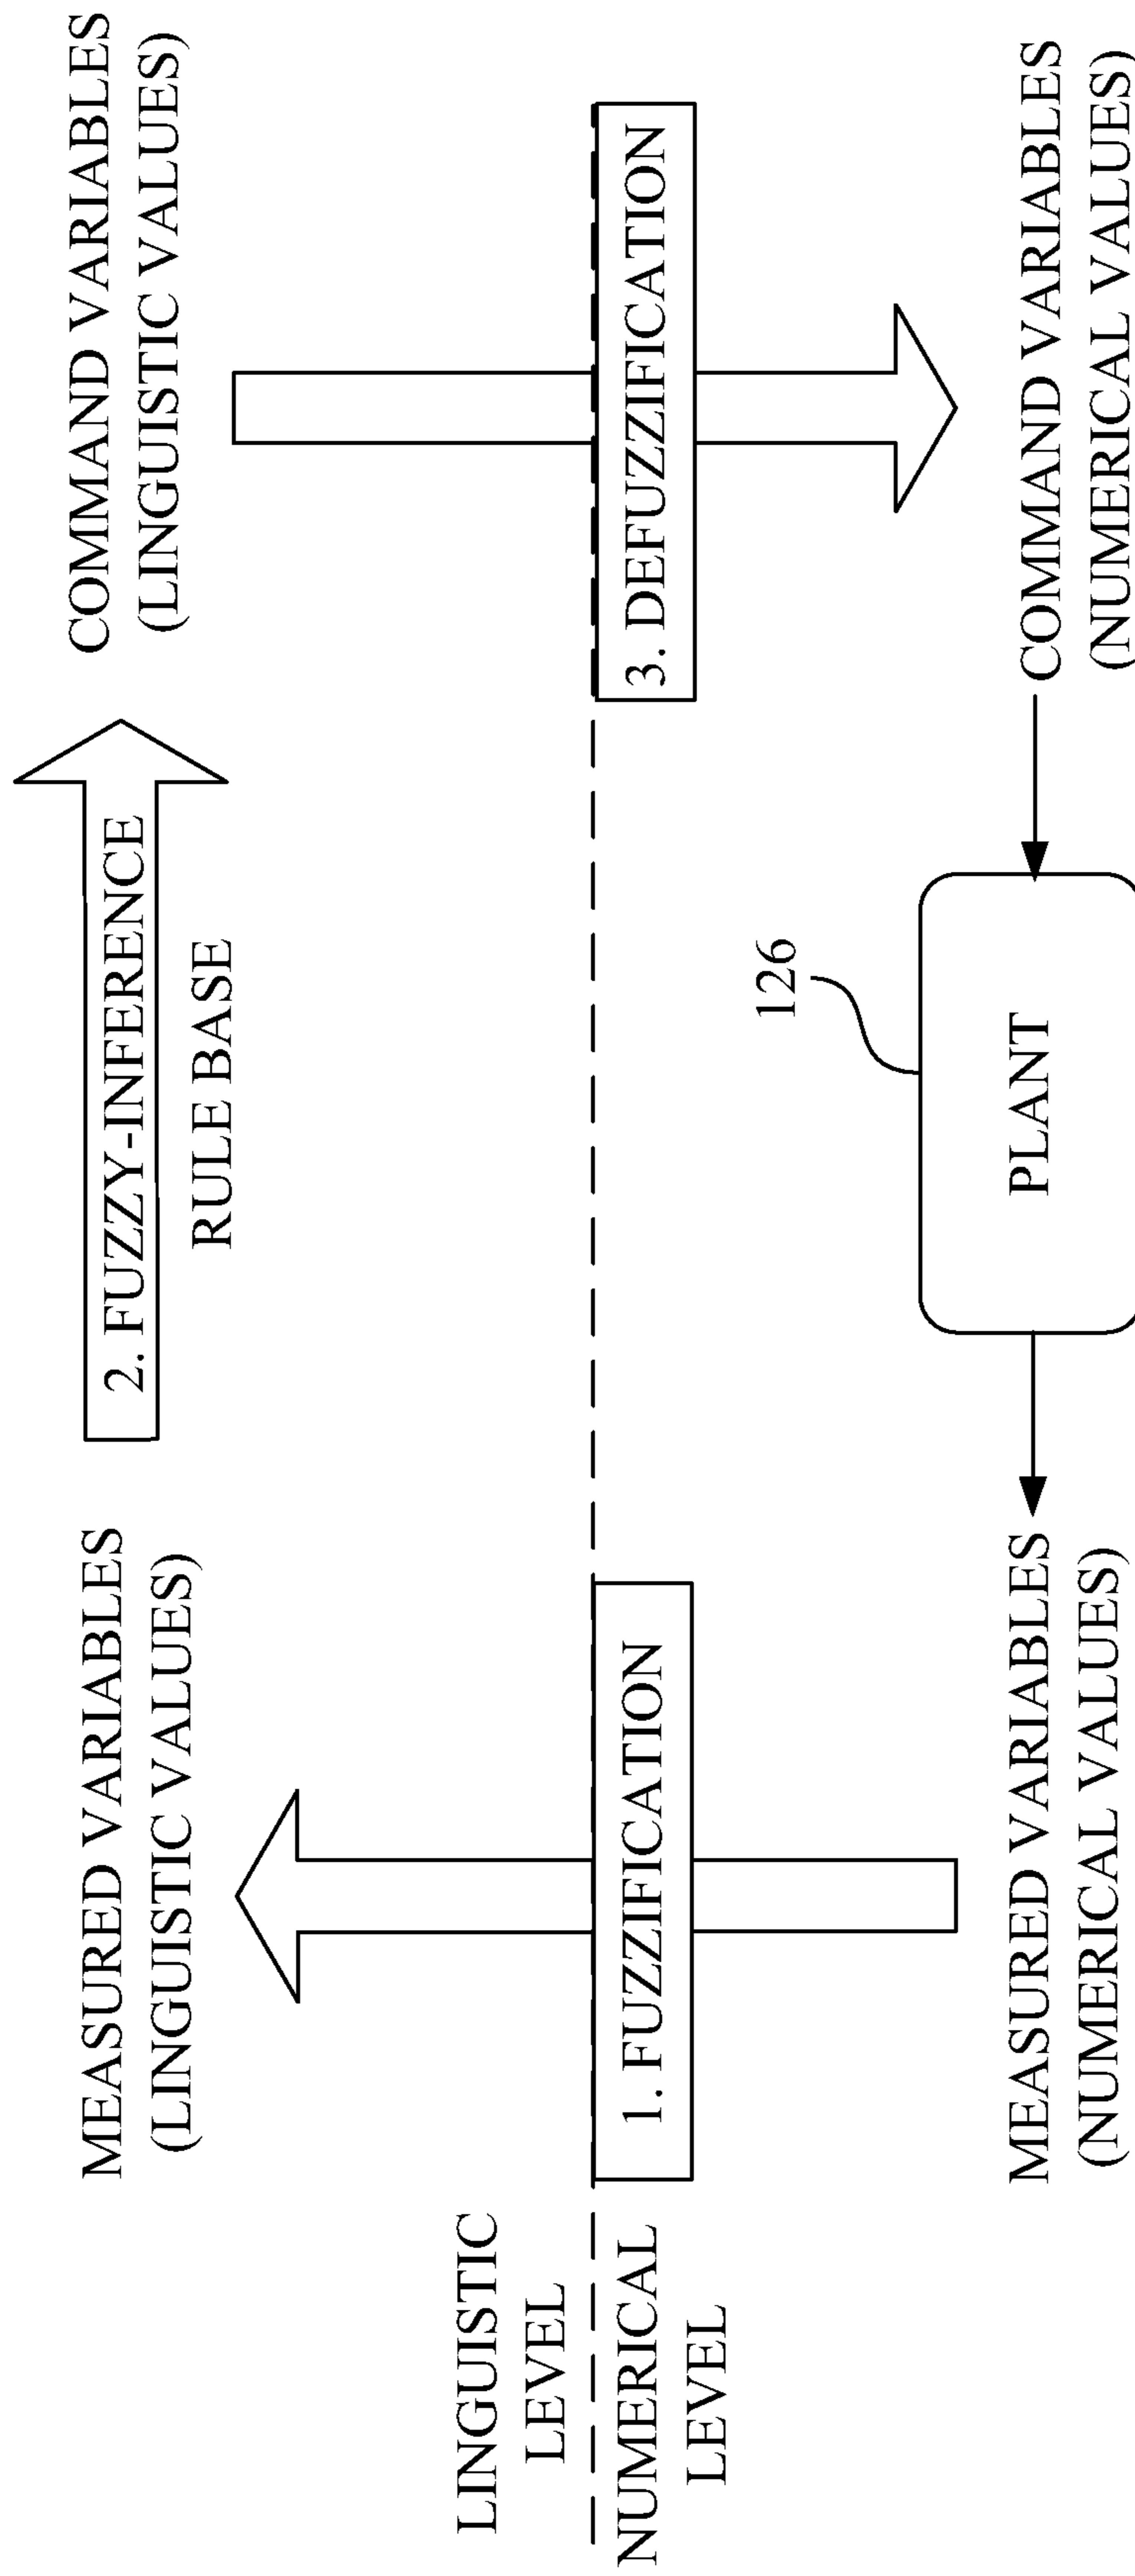 MEASURED VARIABLES
(LINGUISTIC VALUES)
2. FUZZY-INFERENCE
RULE BASE
COMMAND VARIABLES
(LINGUISTIC VALUES)
LINGUISTIC
LEVEL
NUMERICAL
LEVEL
1. FUZZIFICATION
3. DEFUZZIFICATION
126
PLANT
MEASURED VARIABLES
(NUMERICAL VALUES)
COMMAND VARIABLES
(NUMERICAL VALUES)